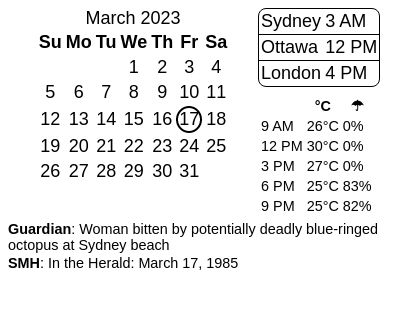 March 2023
Su Mo Tu We Th Fr Sa
1 2 3 4
5 6 7 8 9 10 11
12 13 14 15 16 17 18
19 20 21 22 23 24 25
26 27 28 29 30 31
Sydney 3 AM
Ottawa 12 PM
London 4 PM
°C ☂
9 AM 26°C 0%
12 PM 30°C 0%
3 PM 27°C 0%
6 PM 25°C 83%
9 PM 25°C 82%
Guardian: Woman bitten by potentially deadly blue-ringed
octopus at Sydney beach
SMH: In the Herald: March 17, 1985